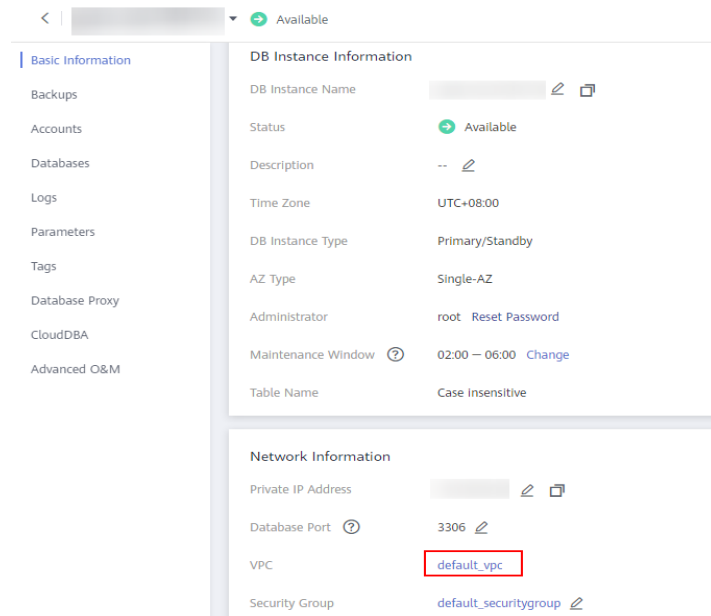 Available
Basic Information
Backups
Accounts
Databases
Logs
Parameters
Tags
Database Proxy
CloudDBA
Advanced O&M
DB Instance Information
DB Instance Name
Status Available
Description --
Time Zone UTC+08:00
DB Instance Type Primary/Standby
AZ Type Single-AZ
Administrator root Reset Password
Maintenance Window ? 02:00 — 06:00 Change
Table Name Case Insensitive
Network Information
Private IP Address
Database Port ? 3306
VPC default_vpc
Security Group default_securitygroup